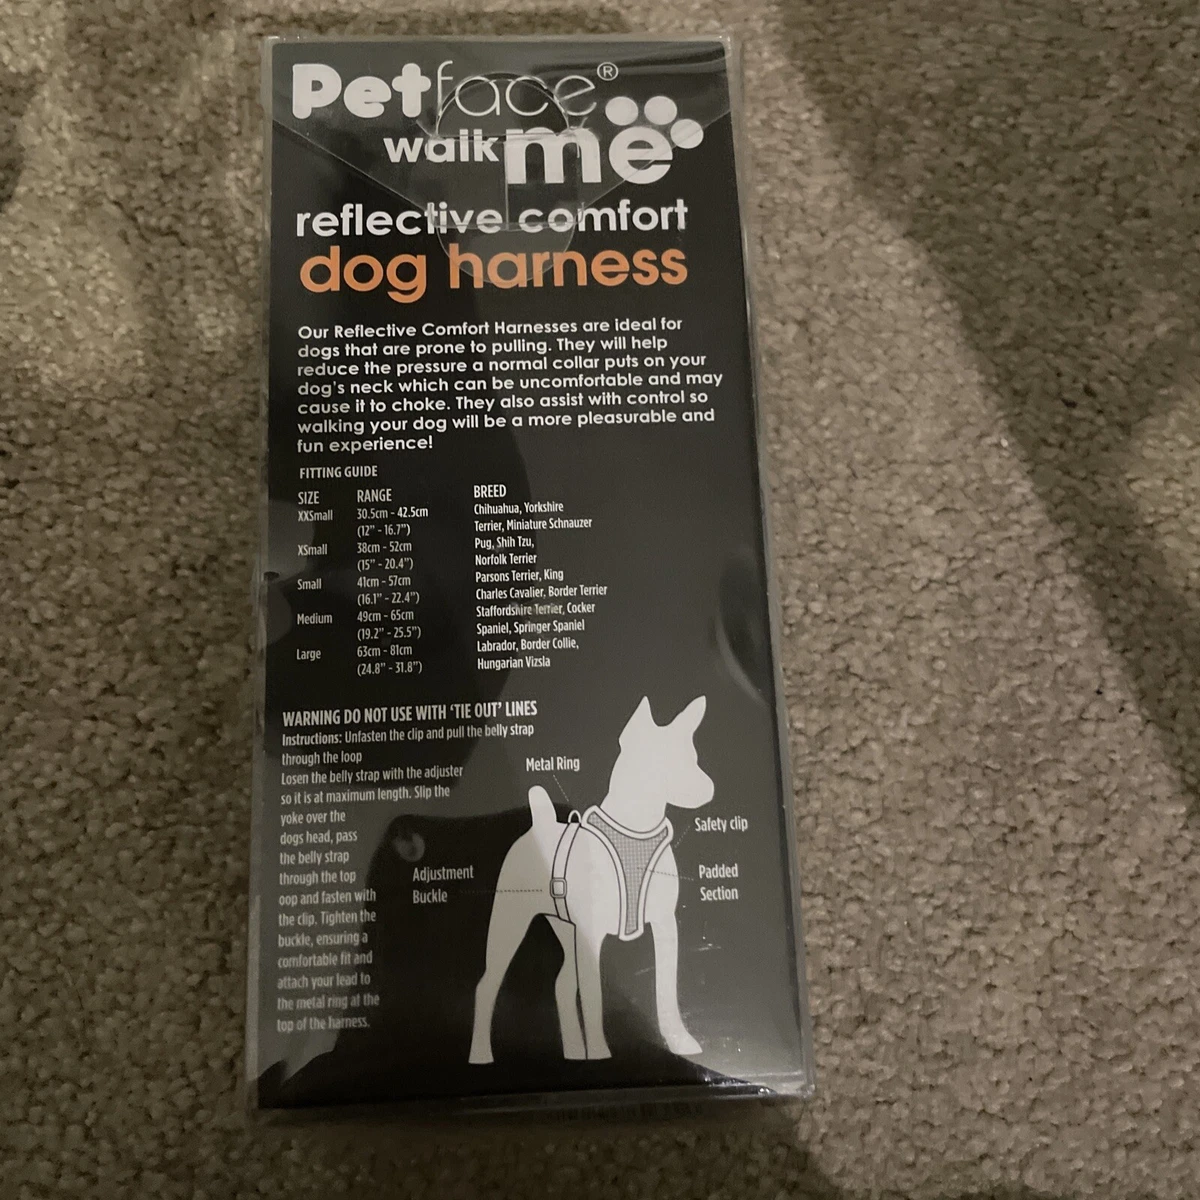 Petface®
walk me
reflective comfort
dog harness
Our Reflective Comfort Harnesses are ideal for
dogs that are prone to pulling. They will help
reduce the pressure a normal collar puts on your
dog's neck which can be uncomfortable and may
cause it to choke. They also assist with control so
walking your dog will be a more pleasurable and
fun experience!
FITTING GUIDE
SIZE RANGE BREED
XXSmall 30.5cm - 42.5cm Chihuahua, Yorkshire
(12" - 16.7") Terrier, Miniature Schnauzer
XSmall 38cm - 52cm Pug, Shih Tzu,
(15" - 20.4") Norfolk Terrier
Small 41cm - 57cm Parsons Terrier, King
(16.1" - 22.4") Charles Cavalier, Border Terrier
Medium 49cm - 65cm Staffordshire Terrier, Cocker
(19.2" - 25.5") Spaniel, Springer Spaniel
Large 63cm - 81cm Labrador, Border Collie,
(24.8" - 31.8") Hungarian Vizsla
WARNING DO NOT USE WITH 'TIE OUT' LINES
Instructions: Unfasten the clip and pull the belly strap
through the loop
Losen the belly strap with the adjuster
so it is at maximum length. Slip the
yoke over the
dogs head, pass
the belly strap
through the top
oop and fasten with
the clip. Tighten the
buckle, ensuring a
comfortable fit and
attach your lead to
the metal ring at the
top of the harness.
Metal Ring
Safety clip
Adjustment
Buckle
Padded
Section